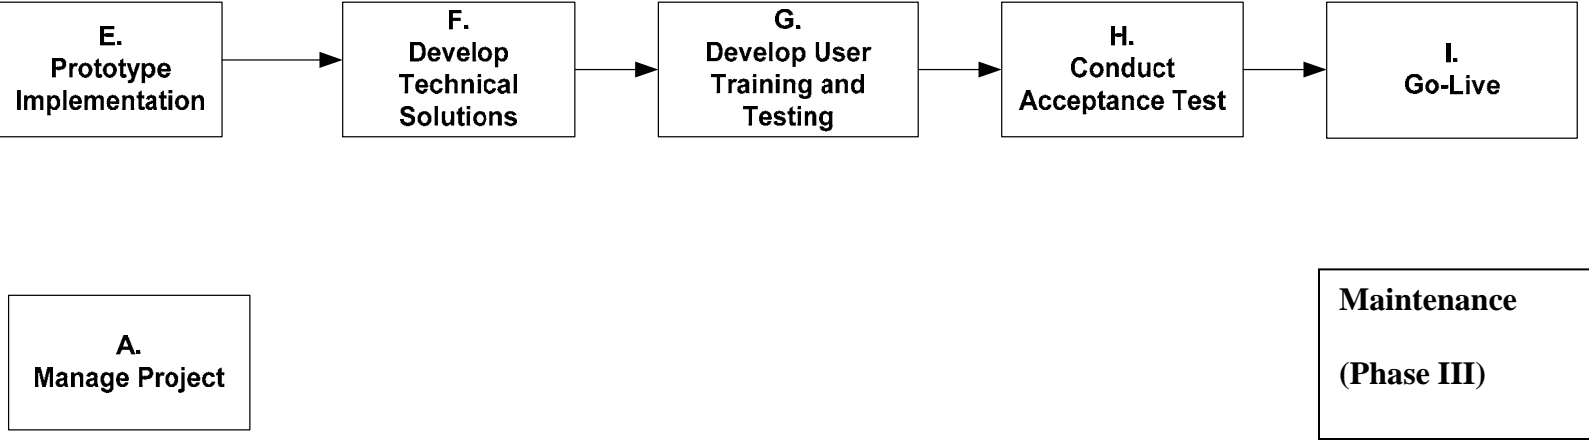 E.
Prototype
Implementation
F.
Develop
Technical
Solutions
G.
Develop User
Training and
Testing
H.
Conduct
Acceptance Test
I.
Go-Live
A.
Manage Project
Maintenance
(Phase III)